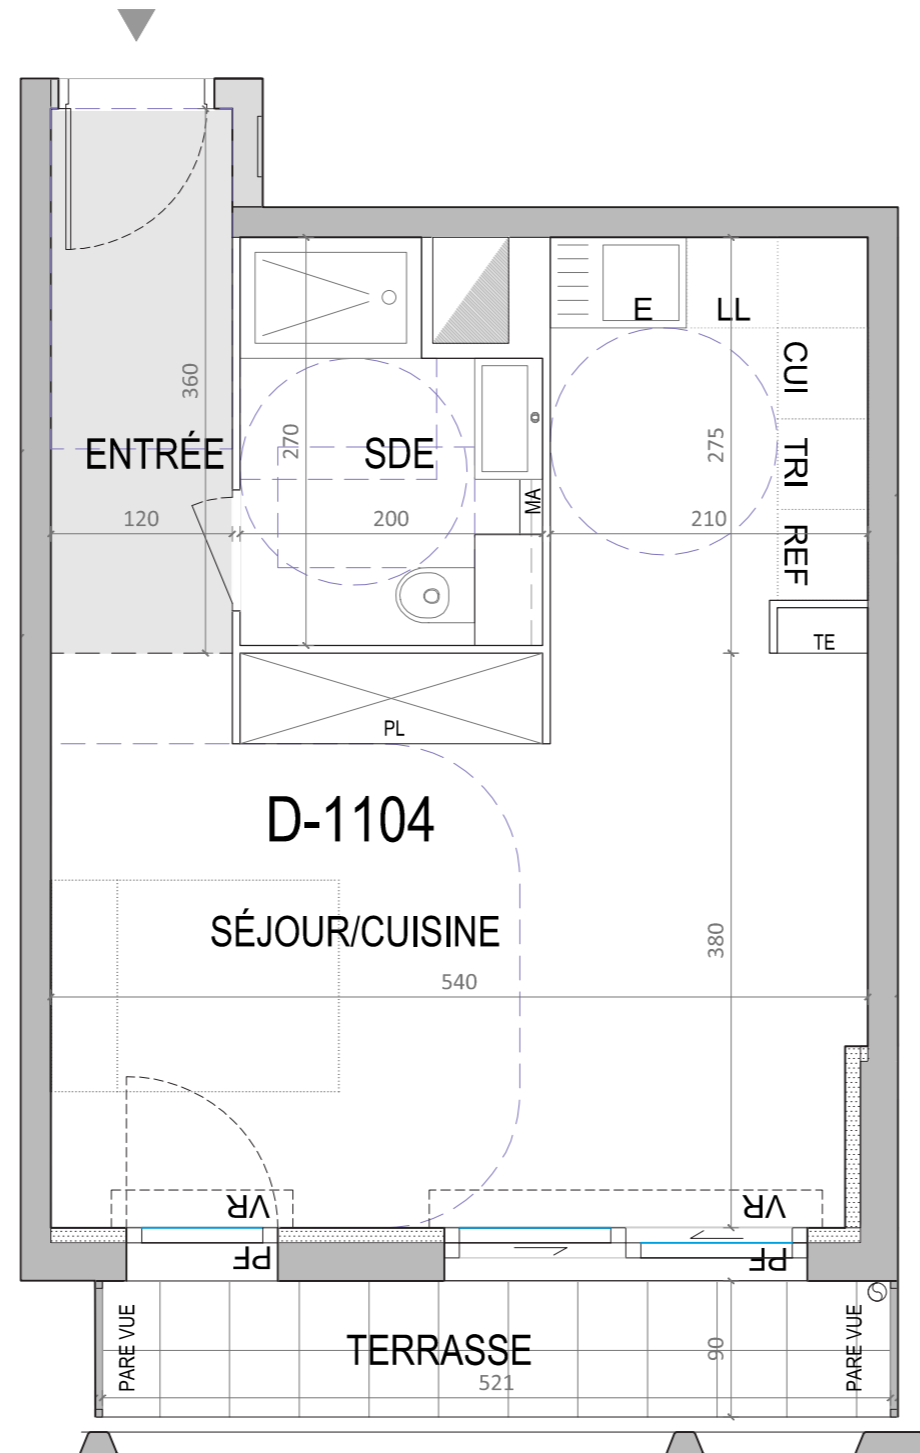 E
LL
CUI
360
270
275
ENTRÉE
SDE
TRI
MA
120
200
210
REF
TE
PL
D-1104
SÉJOUR/CUISINE
380
540
VR
VR
PF
PF
PARE VUE
TERRASSE
90
PARE VUE
521